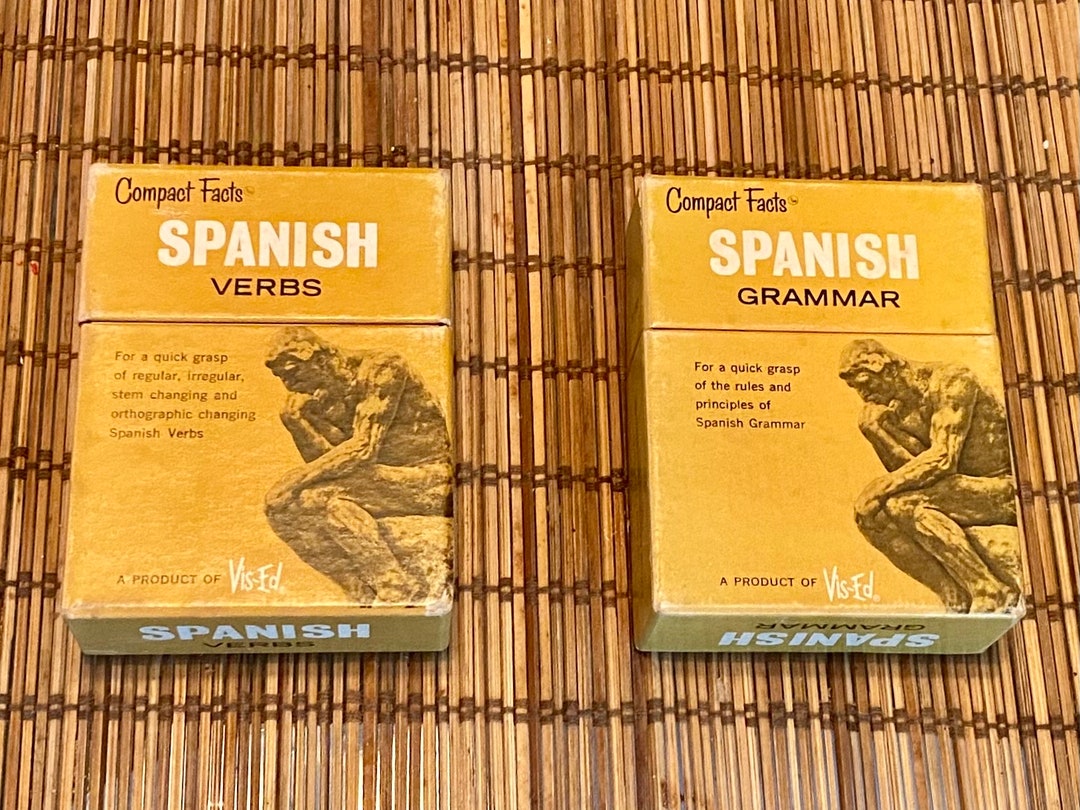 Compact Facts™
SPANISH
VERBS
For a quick grasp
of regular, irregular,
stem changing and
orthographic changing
Spanish Verbs
A PRODUCT OF Vis-Ed®
SPANISH
VERBS
Compact Facts™
SPANISH
GRAMMAR
For a quick grasp
of the rules and
principles of
Spanish Grammar
A PRODUCT OF Vis-Ed®
SPANISH
GRAMMAR